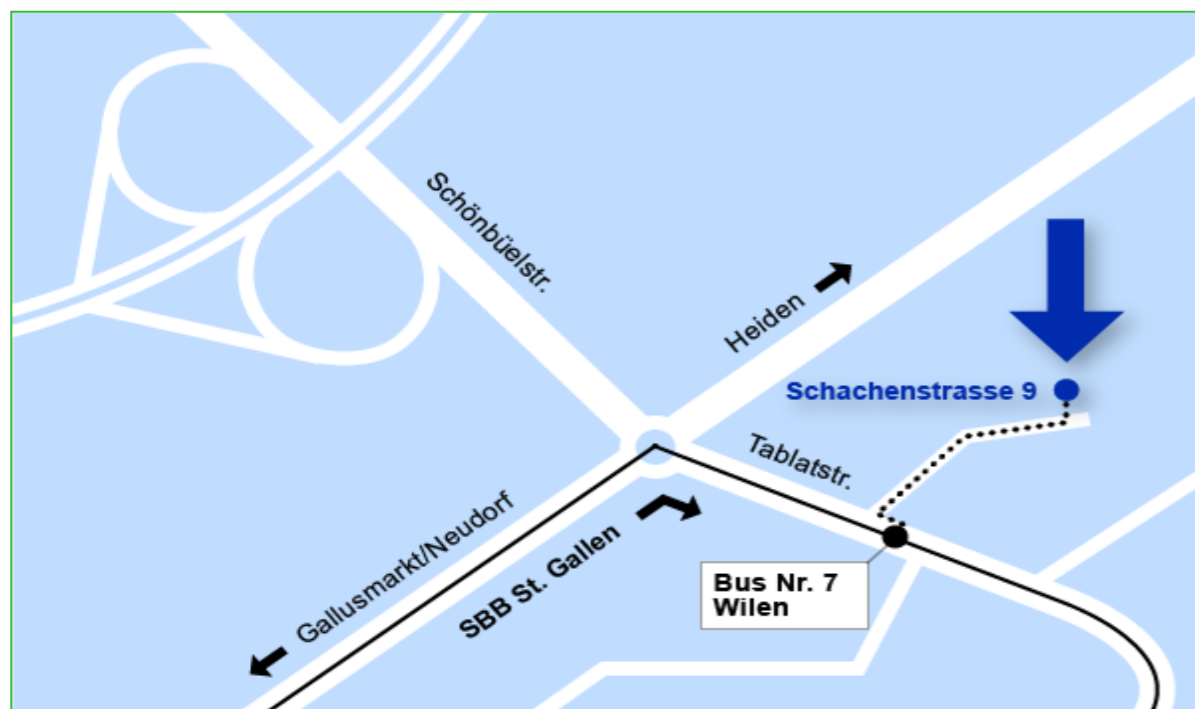 Schönbüelstr.
Heiden
Schachenstrasse 9
Tablatstr.
Gallusmarkt/Neudorf
SBB St. Gallen
Bus Nr. 7
Wilen